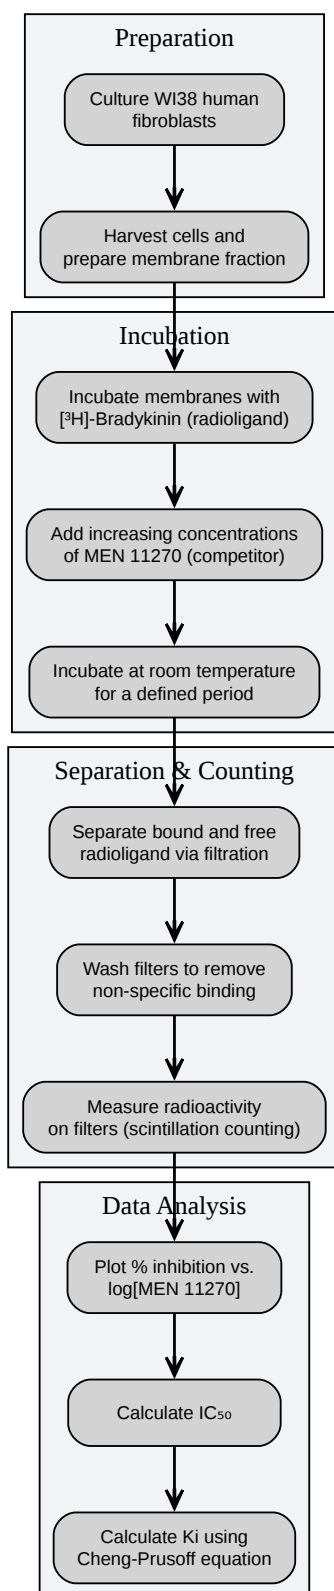 Preparation
Culture WI38 human
fibroblasts
Harvest cells and
prepare membrane fraction
Incubation
Incubate membranes with
[³H]-Bradykinin (radioligand)
Add increasing concentrations
of MEN 11270 (competitor)
Incubate at room temperature
for a defined period
Separation & Counting
Separate bound and free
radioligand via filtration
Wash filters to remove
non-specific binding
Measure radioactivity
on filters (scintillation counting)
Data Analysis
Plot % inhibition vs.
log[MEN 11270]
Calculate IC₅₀
Calculate Ki using
Cheng-Prusoff equation